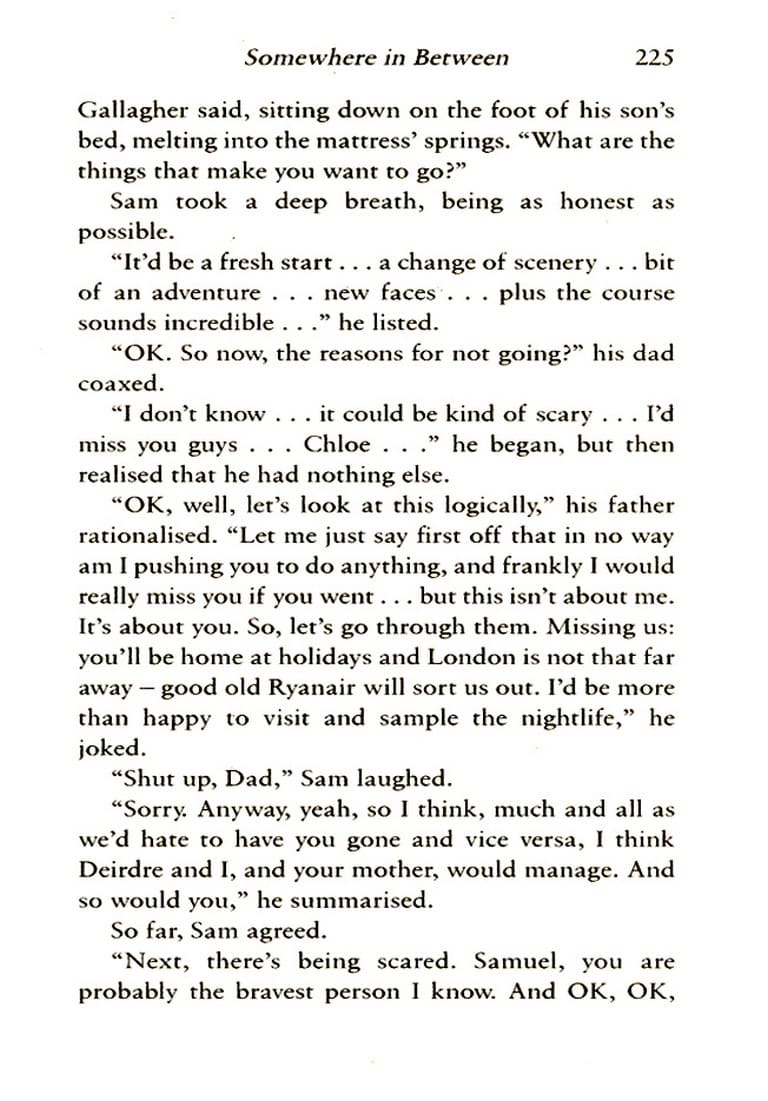 Somewhere in Between 225
Gallagher said, sitting down on the foot of his son's
bed, melting into the mattress' springs. “What are the
things that make you want to go?”
Sam took a deep breath, being as honest as
possible.
“It'd be a fresh start . . . a change of scenery . . . bit
of an adventure . . . new faces . . . plus the course
sounds incredible . . .” he listed.
“OK. So now, the reasons for not going?” his dad
coaxed.
“I don't know . . . it could be kind of scary . . . I'd
miss you guys . . . Chloe . . .” he began, but then
realised that he had nothing else.
“OK, well, let's look at this logically,” his father
rationalised. “Let me just say first off that in no way
am I pushing you to do anything, and frankly I would
really miss you if you went . . . but this isn't about me.
It's about you. So, let's go through them. Missing us:
you'll be home at holidays and London is not that far
away – good old Ryanair will sort us out. I'd be more
than happy to visit and sample the nightlife,” he
joked.
“Shut up, Dad,” Sam laughed.
“Sorry. Anyway, yeah, so I think, much and all as
we'd hate to have you gone and vice versa, I think
Deirdre and I, and your mother, would manage. And
so would you,” he summarised.
So far, Sam agreed.
“Next, there's being scared. Samuel, you are
probably the bravest person I know. And OK, OK,